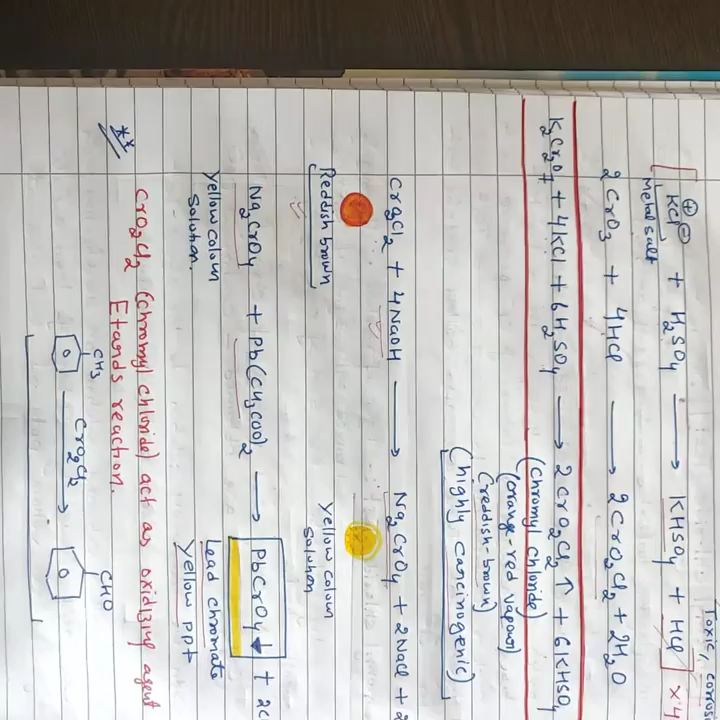 Toxic, corros
[KCl + H₂SO₄ ⟶ KHSO₄ + HCl] x 4
⊕ ⊖
Metal salt
2CrO₃ + 4HCl ⟶ 2CrO₂Cl₂ + 2H₂O
K₂Cr₂O₇ + 4KCl + 6H₂SO₄ ⟶ 2CrO₂Cl₂↑ + 6KHSO₄
(chromyl chloride)
(orange-red vapour)
(reddish-brown)
(highly carcinogenic)
CrO₂Cl₂ + 4NaOH ⟶ Na₂CrO₄ + 2NaCl + 2
Reddish brown
Yellow colour
Solution
Na₂CrO₄ + Pb(CH₃COO)₂ ⟶ PbCrO₄↓ + 2C
Yellow colour
Solution.
Lead chromate
Yellow ppt
** CrO₂Cl₂ (chromyl chloride) act as oxidizing agent
Etards reaction.
CH₃
CrO₂Cl₂
CHO